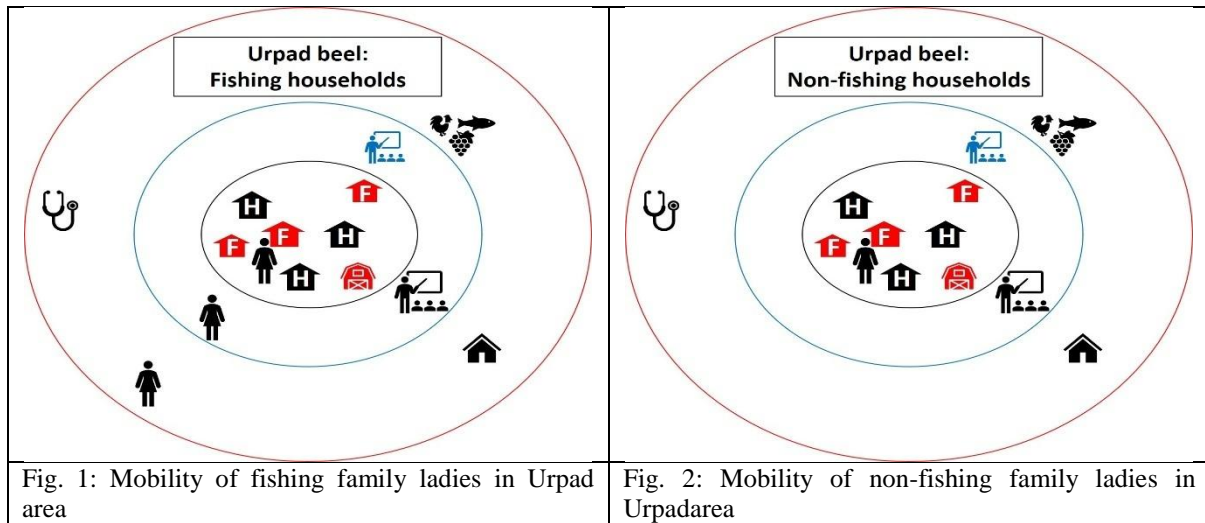 Urpad beel:
Fishing households
F
H
F
H
F
H
Fig. 1: Mobility of fishing family ladies in Urpad
area
Urpad beel:
Non-fishing households
F
H
F
H
F
H
Fig. 2: Mobility of non-fishing family ladies in
Urpadarea